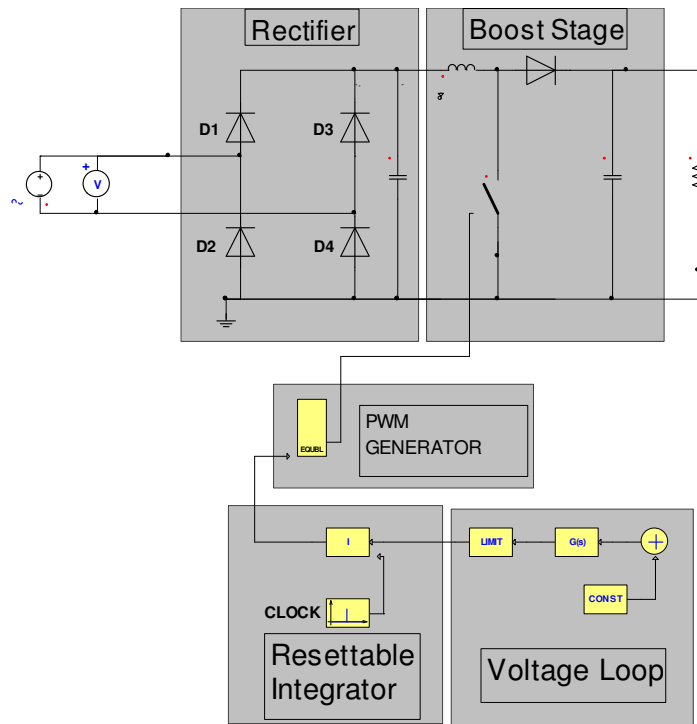 Rectifier
Boost Stage
D1
D3
+
V
D2
D4
EQUBL
PWM
GENERATOR
I
LIMIT
G(s)
CONST
CLOCK
Resettable
Integrator
Voltage Loop